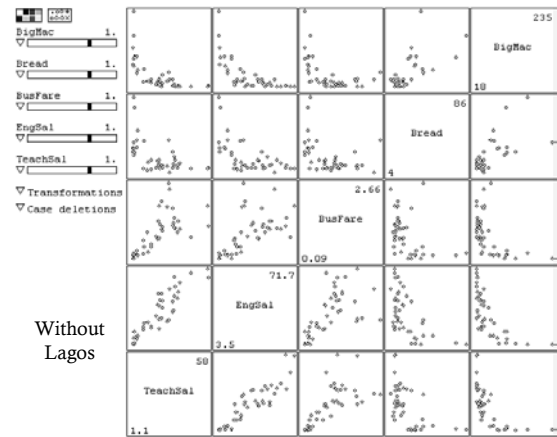 BigMac 1.
Bread 1.
BusFare 1.
EngSal 1.
TeachSal 1.
Transformations
Case deletions
Without
Lagos
235
BigMac
18
86
Bread
4
2.66
BusFare
0.09
71.7
EngSal
3.5
58
TeachSal
1.1